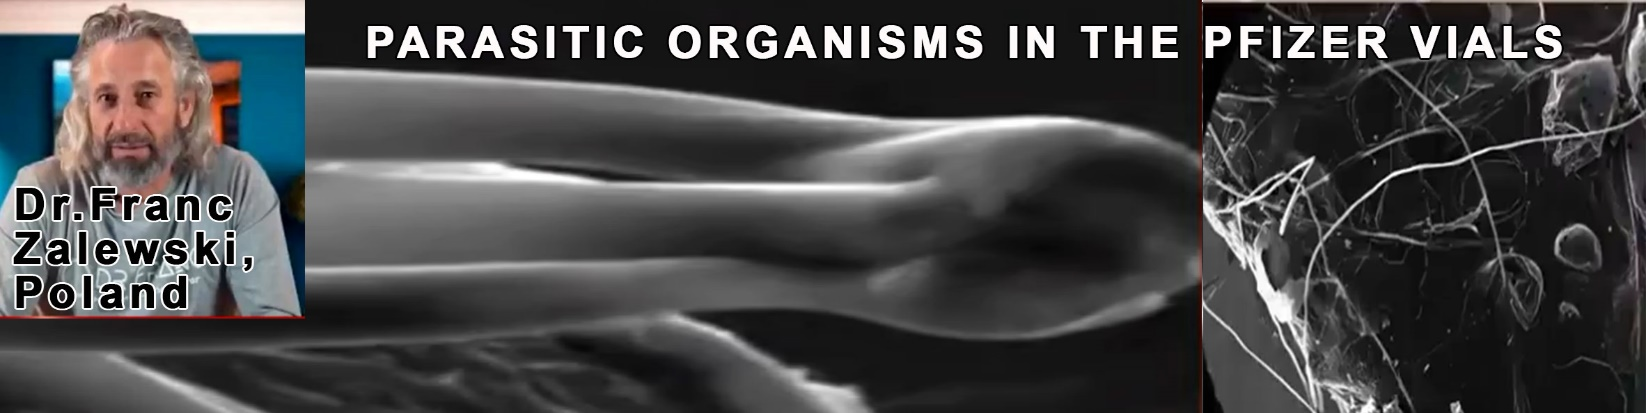 PARASITIC ORGANISMS IN THE PFIZER VIALS
Dr.Franc
Zalewski,
Poland